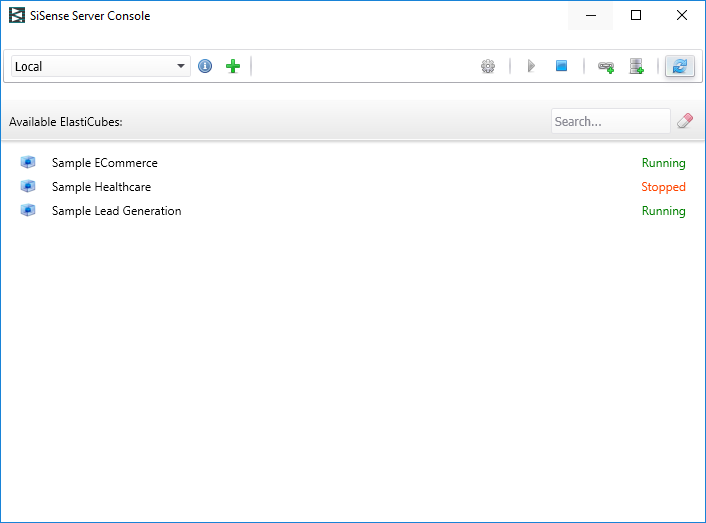 SiSense Server Console
Local
Available ElastiCubes:
Search...
Sample ECommerce Running
Sample Healthcare Stopped
Sample Lead Generation Running